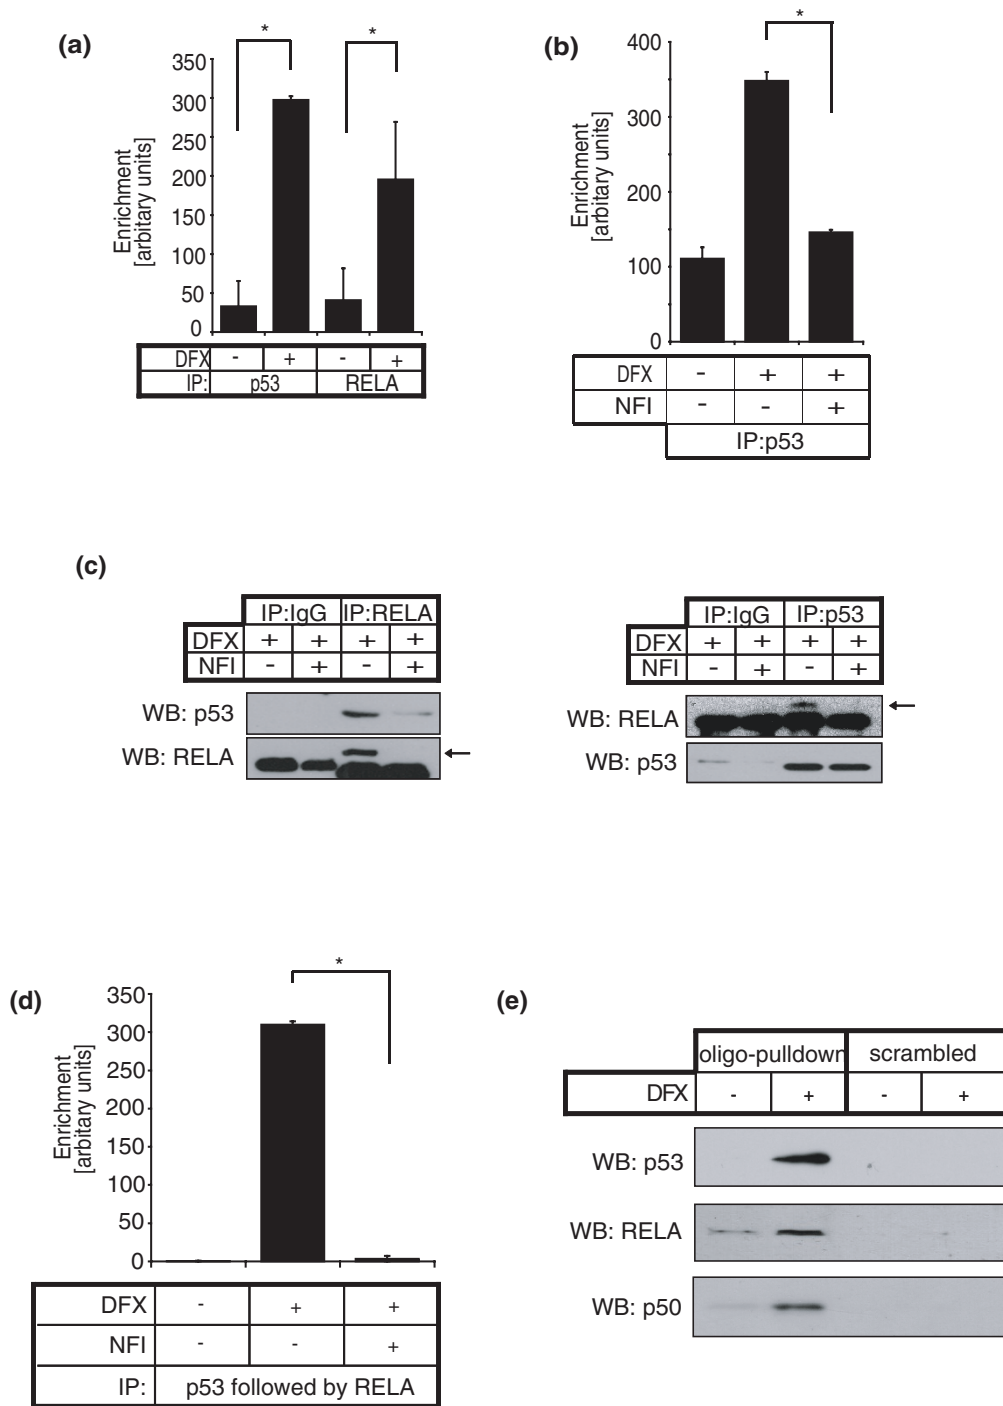 (a)
*
*
350
300
250
200
150
100
50
0
Enrichment
[arbitary units]
DFX - + - +
IP: p53 RELA
(b)
*
400
300
200
150
100
0
Enrichment
[arbitary units]
DFX - + +
NFI - - +
IP:p53
(c)
IP:IgG IP:RELA
DFX + + + +
NFI - + - +
WB: p53
WB: RELA
IP:IgG IP:p53
DFX + + + +
NFI - + - +
WB: RELA
WB: p53
(d)
*
350
300
250
200
150
100
50
0
Enrichment
[arbitary units]
DFX - + +
NFI - - +
IP: p53 followed by RELA
(e)
oligo-pulldown scrambled
DFX - + - +
WB: p53
WB: RELA
WB: p50